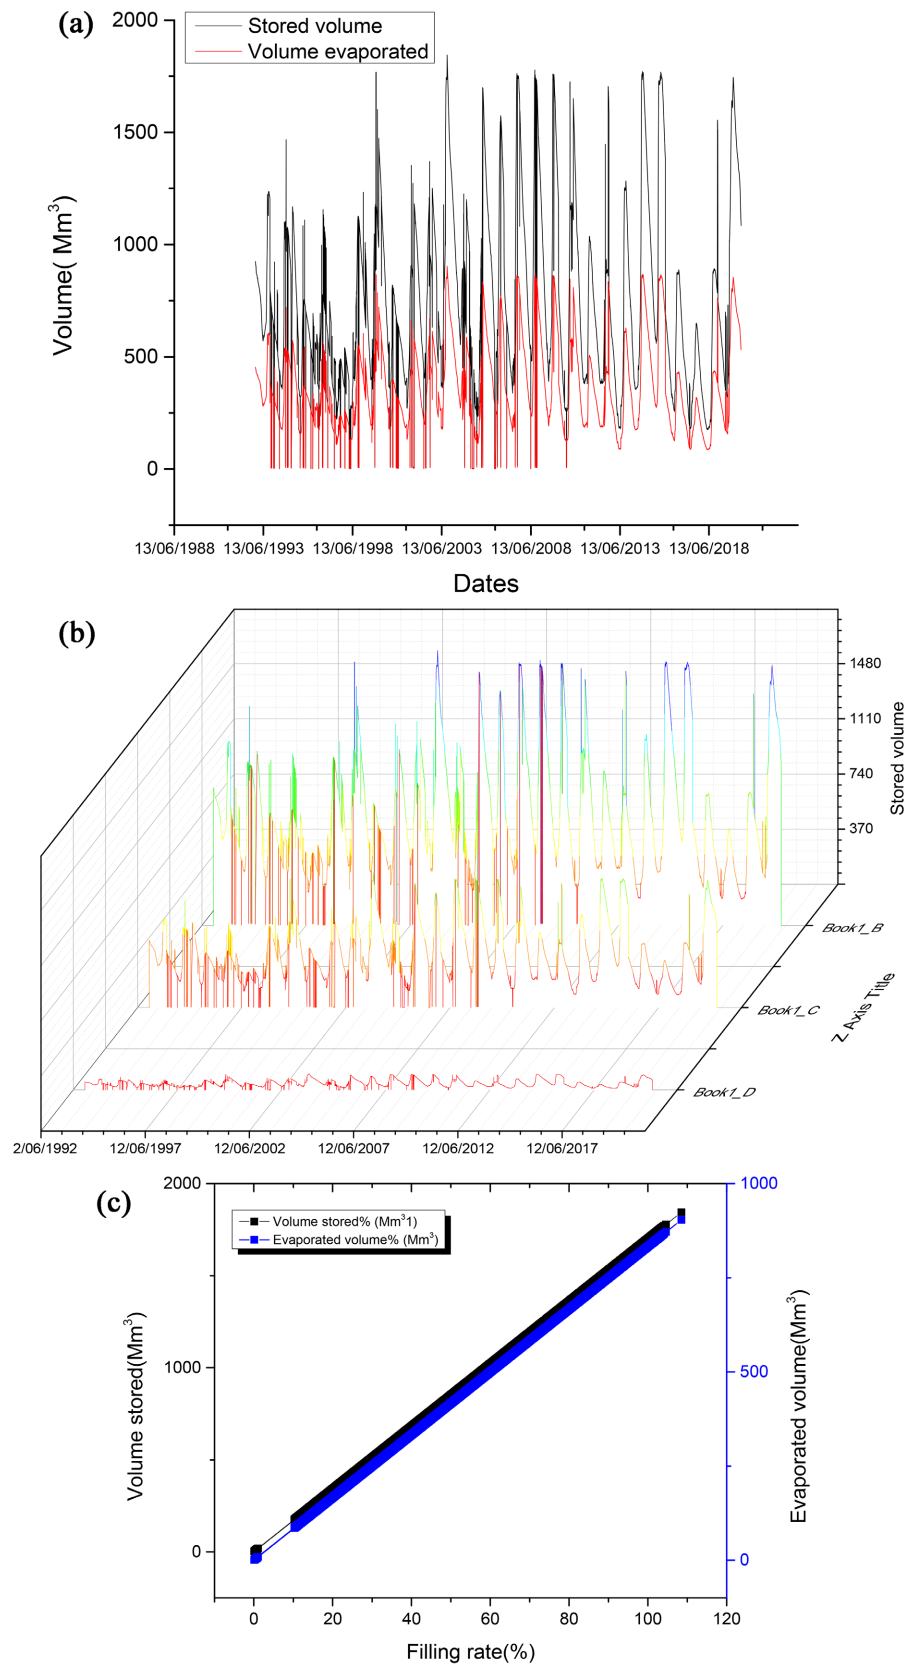 (a)
Stored volume
Volume evaporated
2000
1500
1000
500
0
Volume( Mm³)
13/06/1988 13/06/1993 13/06/1998 13/06/2003 13/06/2008 13/06/2013 13/06/2018
Dates
(b)
1480
1110
740
370
Stored volume
Book1_B
Book1_C
Book1_D
Z Axis Title
2/06/1992 12/06/1997 12/06/2002 12/06/2007 12/06/2012 12/06/2017
(c)
Volume stored% (Mm³1)
Evaporated volume% (Mm³)
2000
1000
0
Volume stored(Mm³)
1000
500
0
Evaporated volume(Mm³)
0 20 40 60 80 100 120
Filling rate(%)